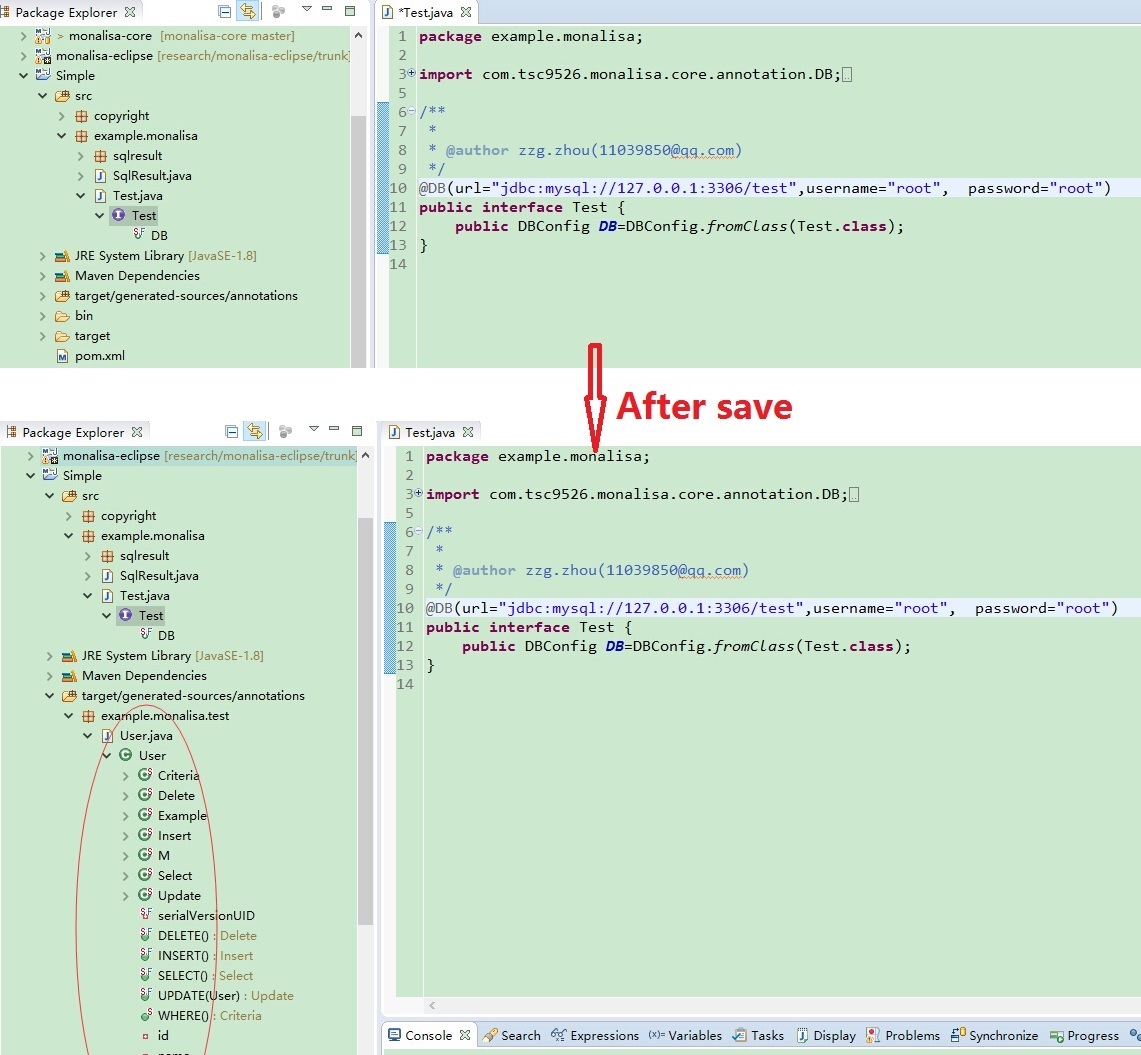 Package Explorer
> monalisa-core [monalisa-core master]
monalisa-eclipse [research/monalisa-eclipse/trunk]
Simple
src
copyright
example.monalisa
sqlresult
SqlResult.java
Test.java
Test
DB
JRE System Library [JavaSE-1.8]
Maven Dependencies
target/generated-sources/annotations
bin
target
pom.xml
*Test.java
1 package example.monalisa;
2
3 import com.tsc9526.monalisa.core.annotation.DB;
5
6 /**
7 *
8 * @author zzg.zhou(11039850@qq.com)
9 */
10 @DB(url="jdbc:mysql://127.0.0.1:3306/test",username="root", password="root")
11 public interface Test {
12 public DBConfig DB=DBConfig.fromClass(Test.class);
13 }
14
After save
Package Explorer
monalisa-eclipse [research/monalisa-eclipse/trunk]
Simple
src
copyright
example.monalisa
sqlresult
SqlResult.java
Test.java
Test
DB
JRE System Library [JavaSE-1.8]
Maven Dependencies
target/generated-sources/annotations
example.monalisa.test
User.java
User
Criteria
Delete
Example
Insert
M
Select
Update
serialVersionUID
DELETE() : Delete
INSERT() : Insert
SELECT() : Select
UPDATE(User) : Update
WHERE() : Criteria
id
Test.java
1 package example.monalisa;
2
3 import com.tsc9526.monalisa.core.annotation.DB;
5
6 /**
7 *
8 * @author zzg.zhou(11039850@qq.com)
9 */
10 @DB(url="jdbc:mysql://127.0.0.1:3306/test",username="root", password="root")
11 public interface Test {
12 public DBConfig DB=DBConfig.fromClass(Test.class);
13 }
14
Console Search Expressions Variables Tasks Display Problems Synchronize Progress